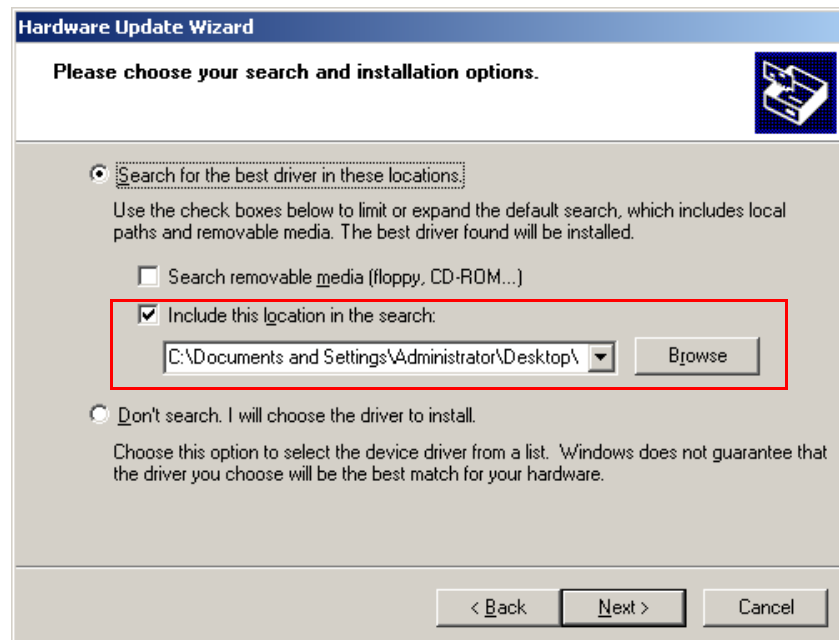 Hardware Update Wizard
Please choose your search and installation options.
Search for the best driver in these locations.
Use the check boxes below to limit or expand the default search, which includes local
paths and removable media. The best driver found will be installed.
Search removable media (floppy, CD-ROM...)
Include this location in the search:
C:\Documents and Settings\Administrator\Desktop\
Browse
Don't search. I will choose the driver to install.
Choose this option to select the device driver from a list.  Windows does not guarantee that
the driver you choose will be the best match for your hardware.
< Back
Next >
Cancel